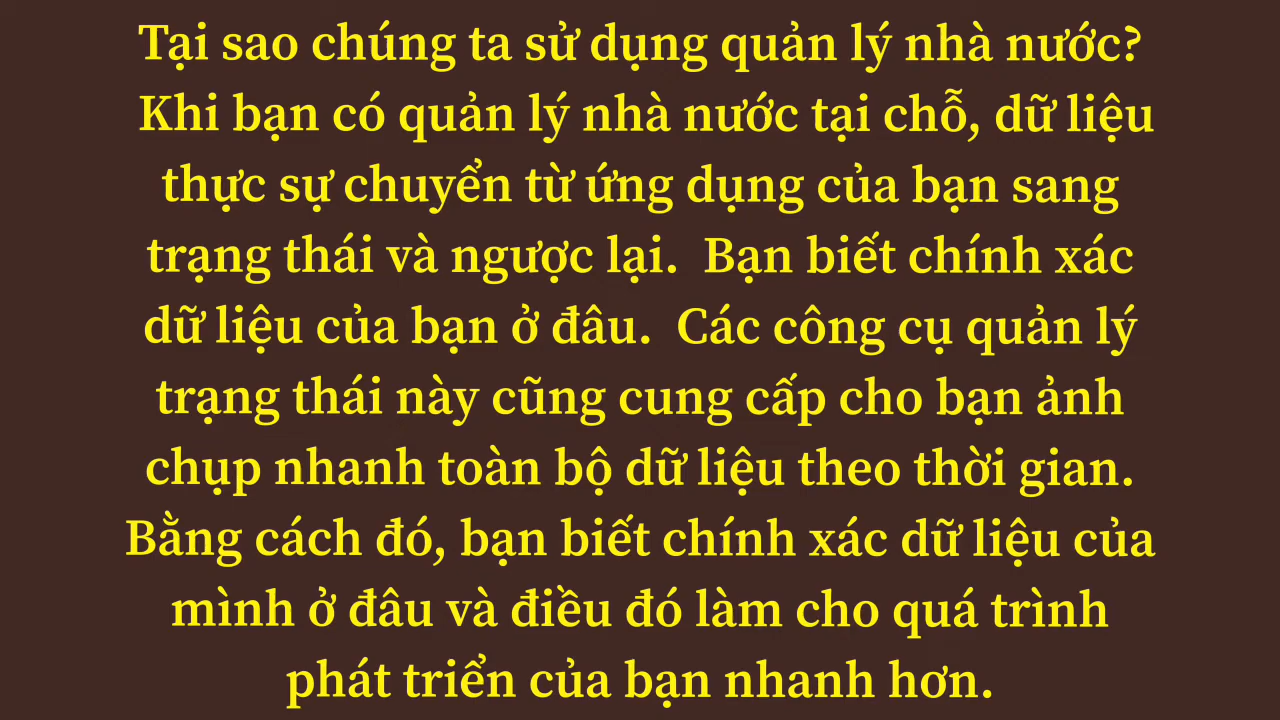 Tại sao chúng ta sử dụng quản lý nhà nước?
Khi bạn có quản lý nhà nước tại chỗ, dữ liệu
thực sự chuyển từ ứng dụng của bạn sang
trạng thái và ngược lại.  Bạn biết chính xác
dữ liệu của bạn ở đâu.  Các công cụ quản lý
trạng thái này cũng cung cấp cho bạn ảnh
chụp nhanh toàn bộ dữ liệu theo thời gian.
Bằng cách đó, bạn biết chính xác dữ liệu của
mình ở đâu và điều đó làm cho quá trình
phát triển của bạn nhanh hơn.